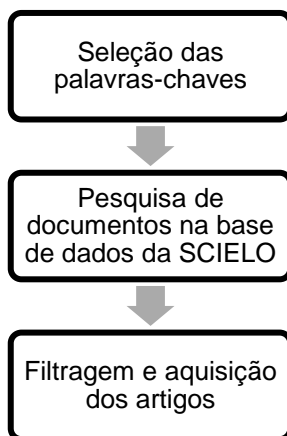 Seleção das
palavras-chaves
Pesquisa de
documentos na base
de dados da SCIELO
Filtragem e aquisição
dos artigos